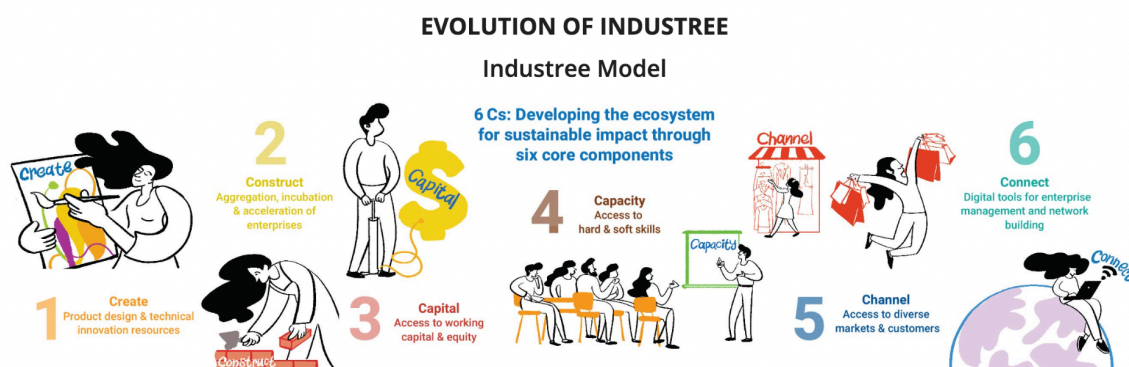 EVOLUTION OF INDUSTREE
Industree Model
6 Cs: Developing the ecosystem
for sustainable impact through
six core components
Create
1
Create
Product design & technical
innovation resources
2
Construct
Aggregation, incubation
& acceleration of
enterprises
Construct
Capital
3
Capital
Access to working
capital & equity
4
Capacity
Access to
hard & soft skills
Capacity
Channel
5
Channel
Access to diverse
markets & customers
6
Connect
Digital tools for enterprise
management and network
building
Connect